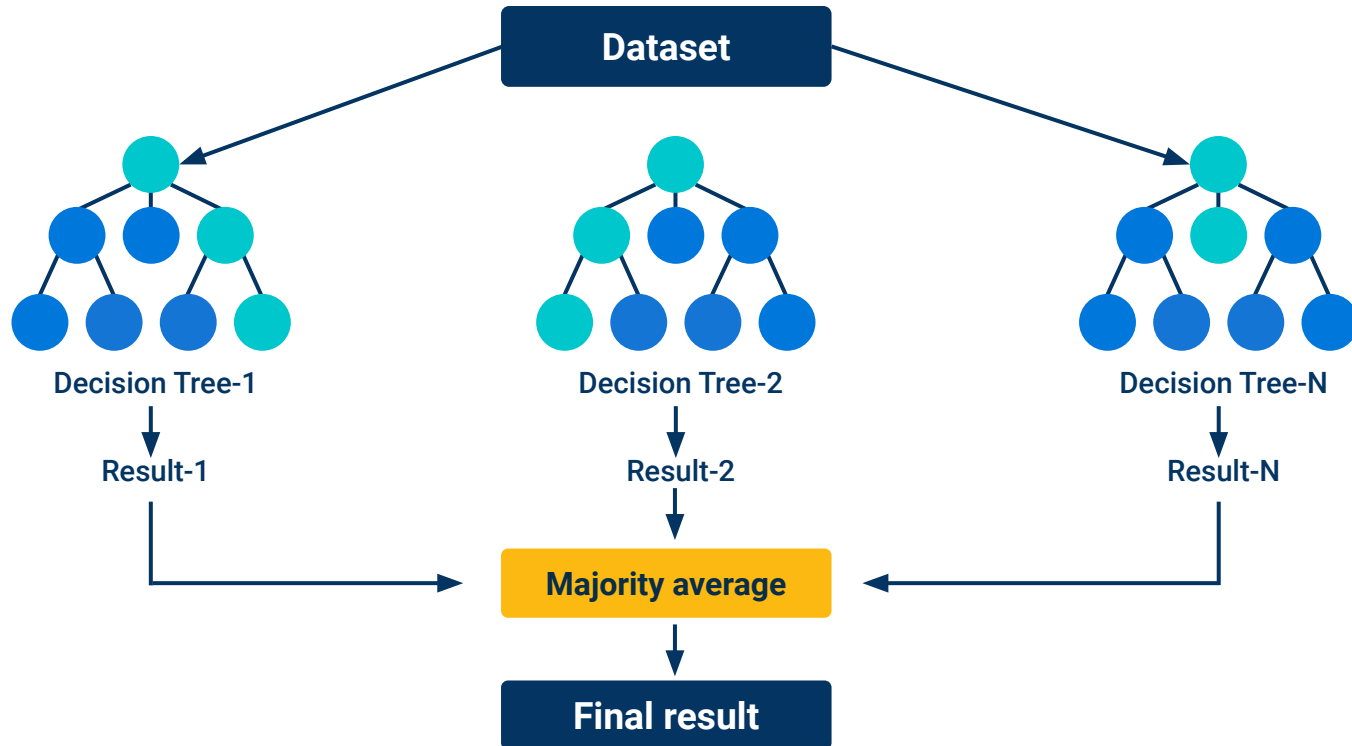 Dataset
Decision Tree-1
Decision Tree-2
Decision Tree-N
Result-1
Result-2
Result-N
Majority average
Final result